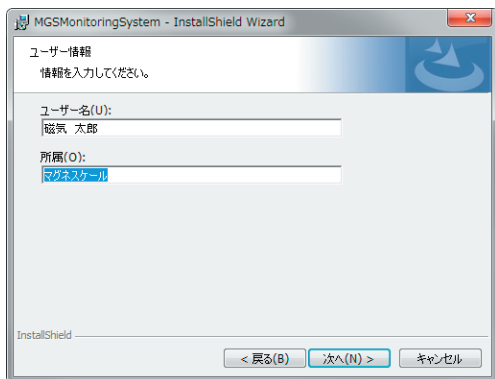 MGSMonitoringSystem - InstallShield Wizard
ユーザー情報
情報を入力してください。
ユーザー名(U):
磁気 太郎
所属(O):
マグネスケール
InstallShield
< 戻る(B)
次へ(N) >
キャンセル